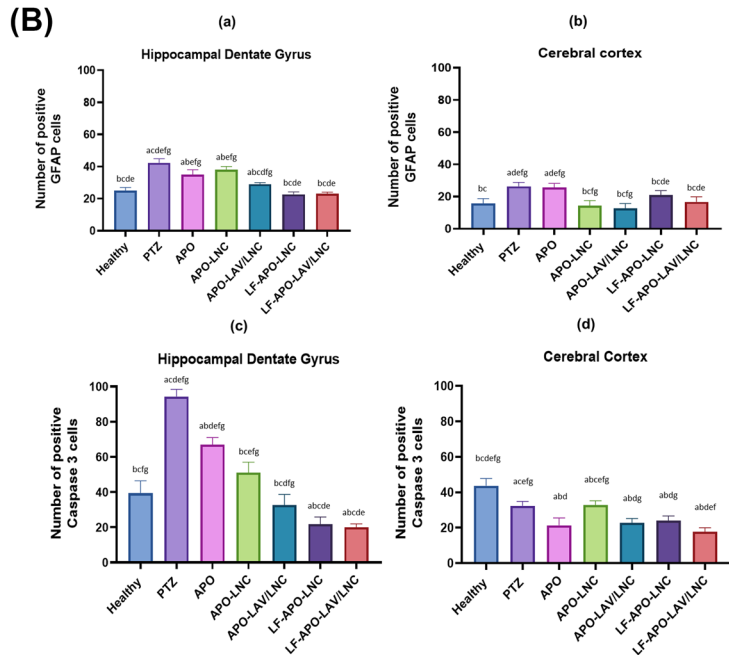 (B)
(a)
Hippocampal Dentate Gyrus
Number of positive
GFAP cells
100
80
60
40
20
0
bcde
acdefg
abefg
abefg
abcdfg
bcde
bcde
Healthy
PTZ
APO
APO-LNC
APO-LAV/LNC
LF-APO-LNC
LF-APO-LAV/LNC
(b)
Cerebral cortex
Number of positive
GFAP cells
100
80
60
40
20
0
bc
adefg
adefg
bcfg
bcfg
bcde
bcde
Healthy
PTZ
APO
APO-LNC
APO-LAV/LNC
LF-APO-LNC
LF-APO-LAV/LNC
(c)
Hippocampal Dentate Gyrus
Number of positive
Caspase 3 cells
100
80
60
40
20
0
bcfg
acdefg
abdefg
bcefg
bcdfg
abcde
abcde
Healthy
PTZ
APO
APO-LNC
APO-LAV/LNC
LF-APO-LNC
LF-APO-LAV/LNC
(d)
Cerebral Cortex
Number of positive
Caspase 3 cells
100
80
60
40
20
0
bcdefg
acefg
abd
abcefg
abdg
abdg
abdef
Healthy
PTZ
APO
APO-LNC
APO-LAV/LNC
LF-APO-LNC
LF-APO-LAV/LNC